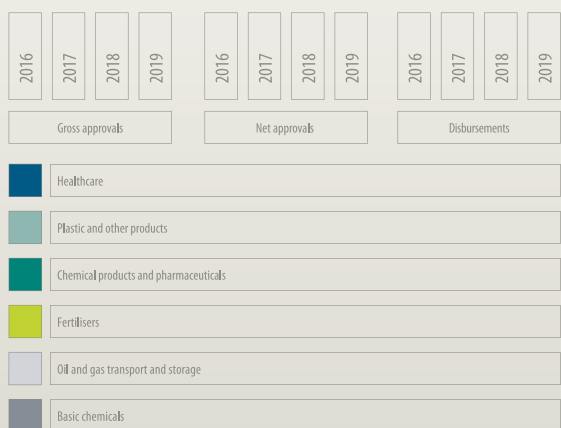 2016 2017 2018 2019 2016 2017 2018 2019 2016 2017 2018 2019
Gross approvals Net approvals Disbursements
Healthcare
Plastic and other products
Chemical products and pharmaceuticals
Fertilisers
Oil and gas transport and storage
Basic chemicals